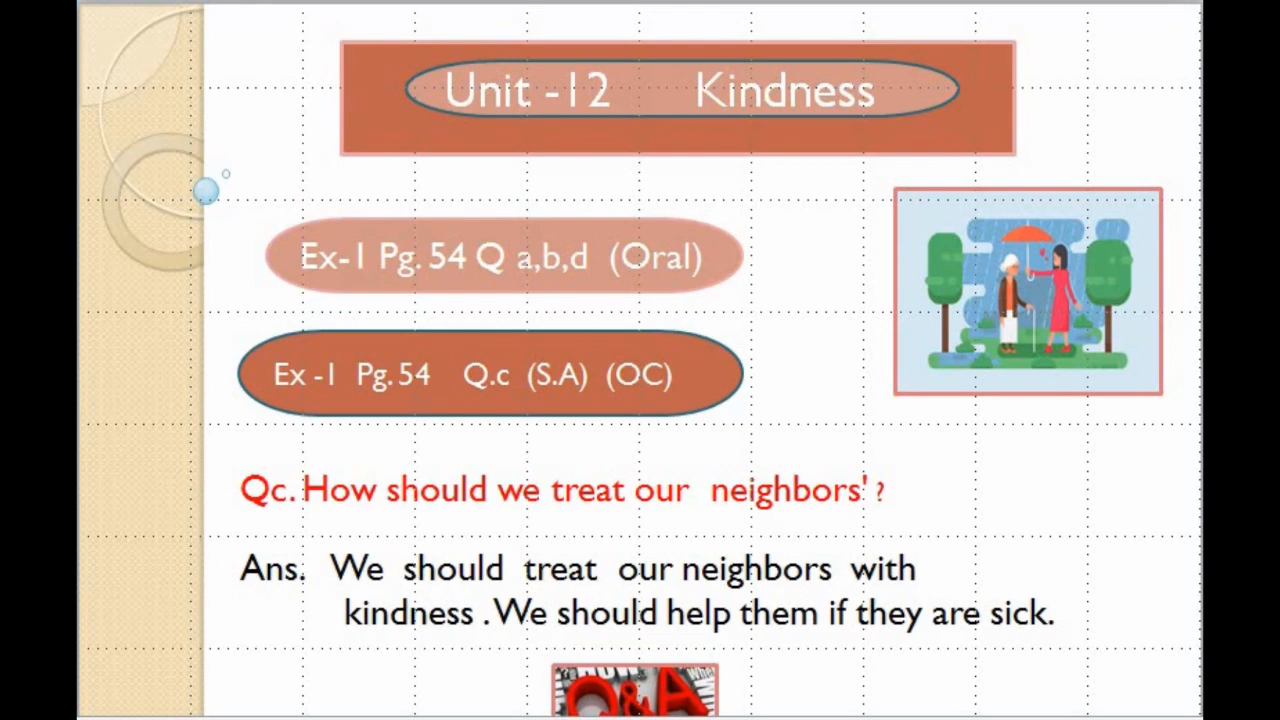 Unit -12 Kindness
Ex-1 Pg. 54 Q a,b,d (Oral)
Ex -1 Pg. 54 Q.c (S.A) (OC)
Qc. How should we treat our neighbors' ?
Ans. We should treat our neighbors with
kindness . We should help them if they are sick.
Q&A